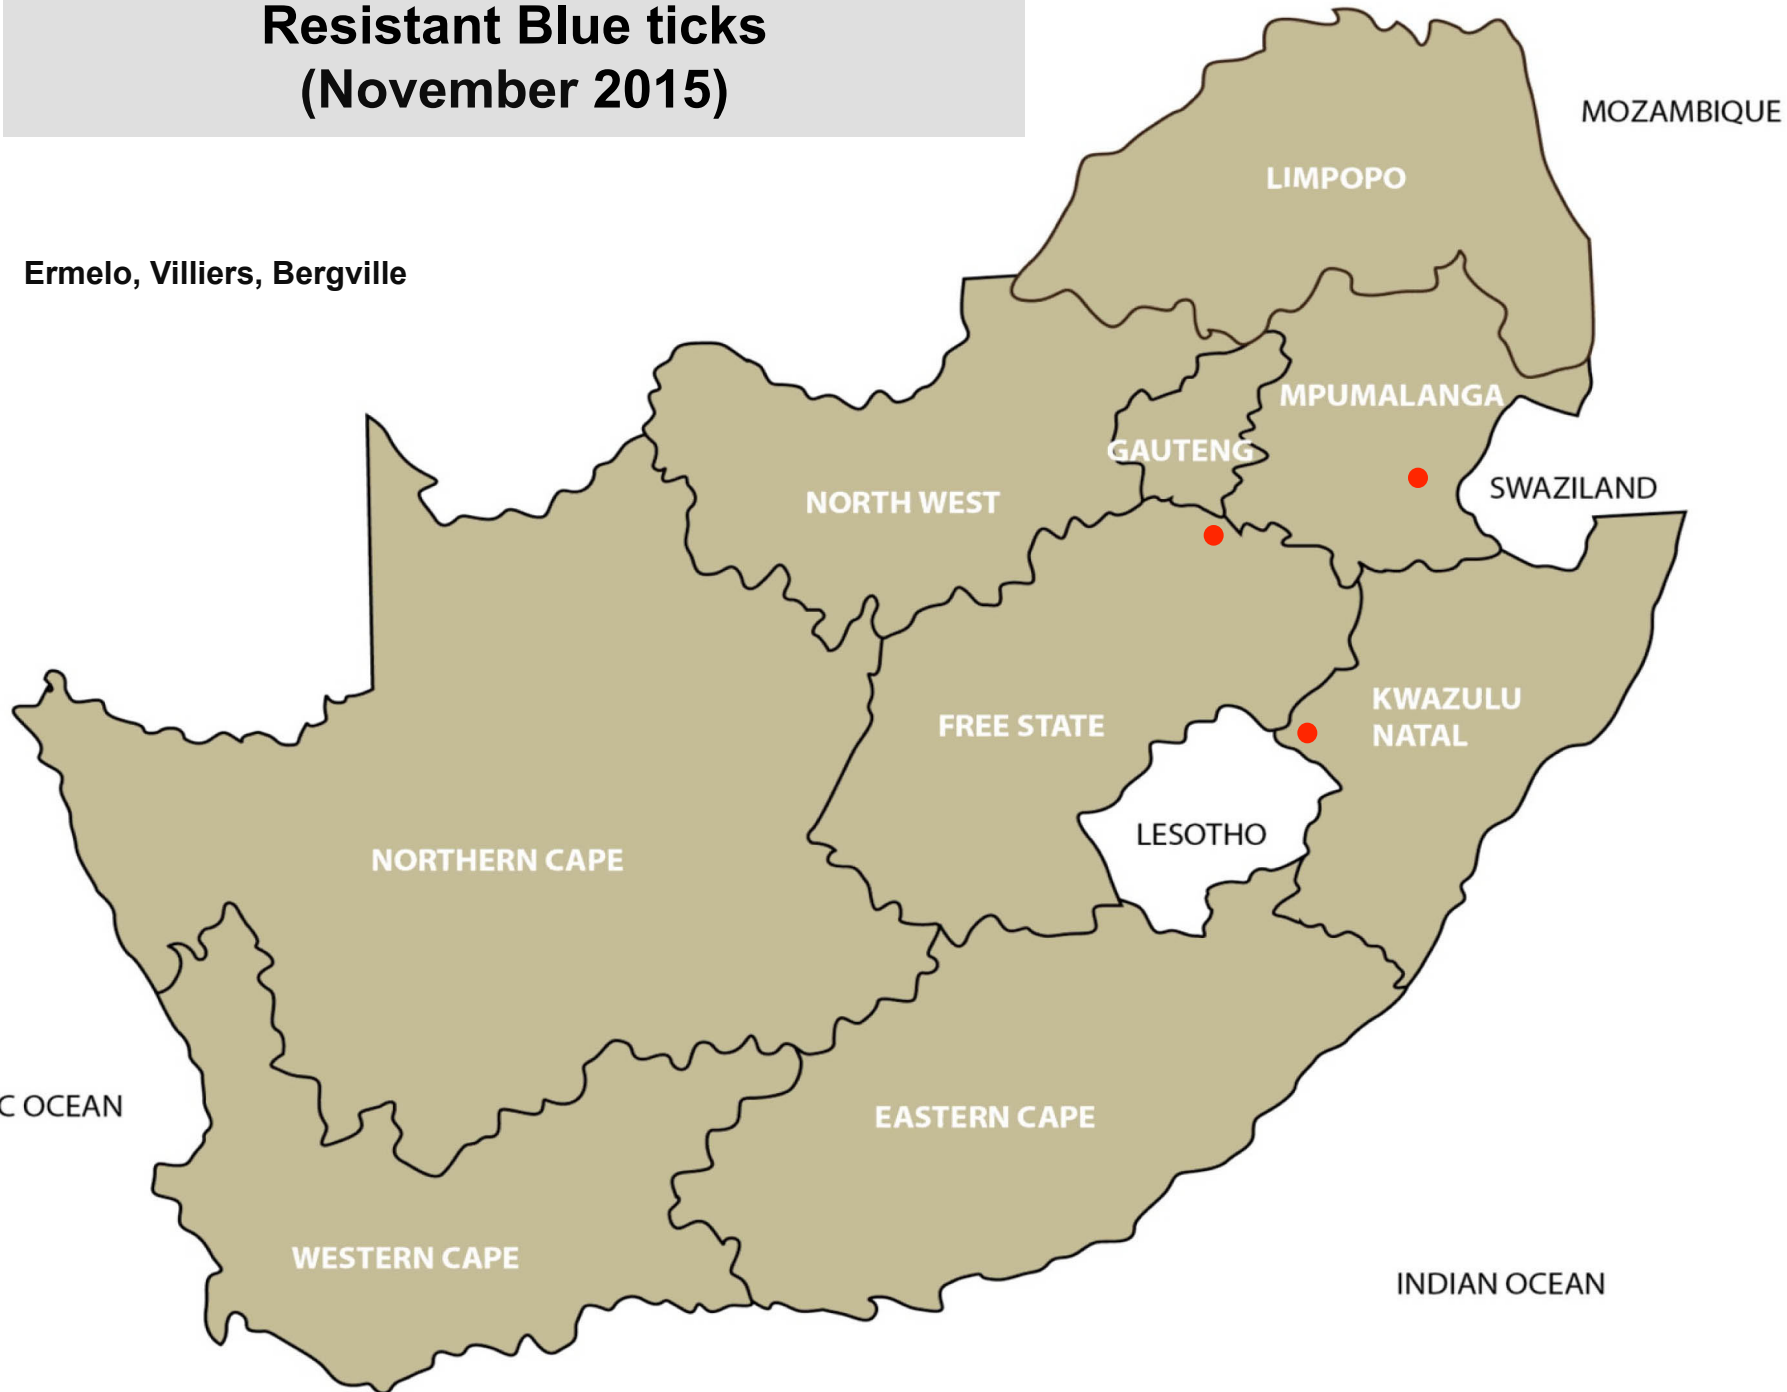 Resistant Blue ticks
(November 2015)
MOZAMBIQUE
LIMPOPO
Ermelo, Villiers, Bergville
MPUMALANGA
GAUTENG
SWAZILAND
NORTH WEST
KWAZULU
NATAL
FREE STATE
LESOTHO
NORTHERN CAPE
C OCEAN
EASTERN CAPE
WESTERN CAPE
INDIAN OCEAN